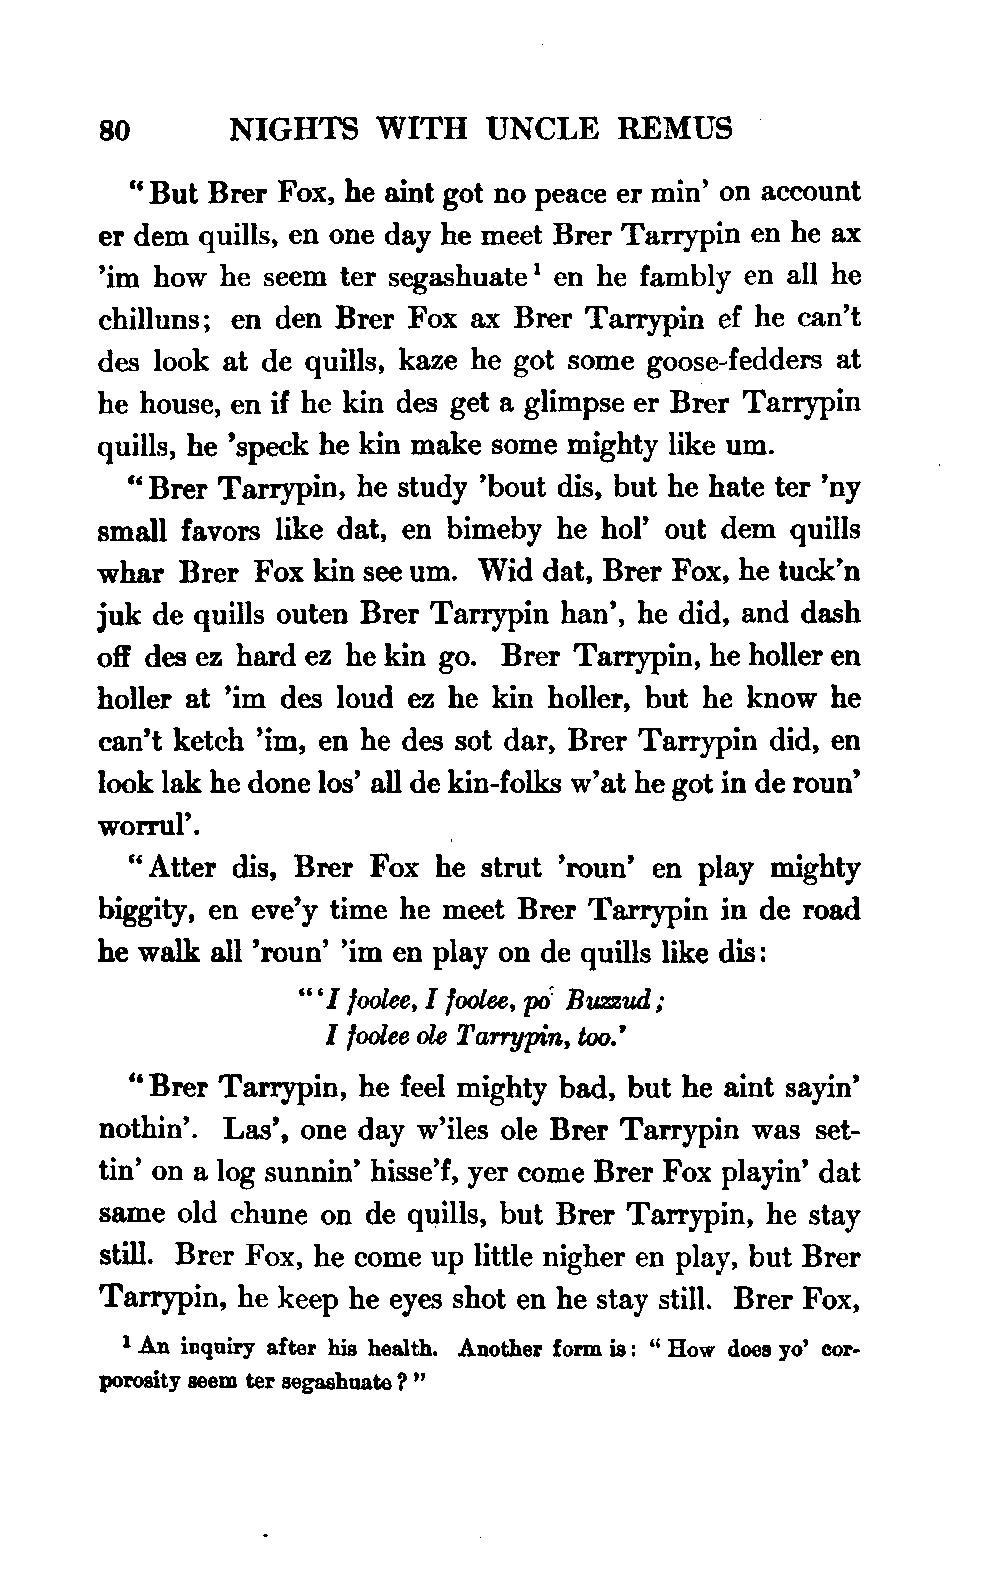 80 NIGHTS WITH UNCLE REMUS
“But Brer Fox, he aint got no peace er min’ on account
er dem quills, en one day he meet Brer Tarrypin en he ax
’im how he seem ter segashuate¹ en he fambly en all he
chilluns; en den Brer Fox ax Brer Tarrypin ef he can’t
des look at de quills, kaze he got some goose-fedders at
he house, en if he kin des get a glimpse er Brer Tarrypin
quills, he ’speck he kin make some mighty like um.
“Brer Tarrypin, he study ’bout dis, but he hate ter ’ny
small favors like dat, en bimeby he hol’ out dem quills
whar Brer Fox kin see um. Wid dat, Brer Fox, he tuck’n
juk de quills outen Brer Tarrypin han’, he did, and dash
off des ez hard ez he kin go. Brer Tarrypin, he holler en
holler at ’im des loud ez he kin holler, but he know he
can’t ketch ’im, en he des sot dar, Brer Tarrypin did, en
look lak he done los’ all de kin-folks w’at he got in de roun’
worrul’.
“Atter dis, Brer Fox he strut ’roun’ en play mighty
biggity, en eve’y time he meet Brer Tarrypin in de road
he walk all ’roun’ ’im en play on de quills like dis:
“‘I foolee, I foolee, po’ Buzzud;
I foolee ole Tarrypin, too.’
“Brer Tarrypin, he feel mighty bad, but he aint sayin’
nothin’. Las’, one day w’iles ole Brer Tarrypin was set-
tin’ on a log sunnin’ hisse’f, yer come Brer Fox playin’ dat
same old chune on de quills, but Brer Tarrypin, he stay
still. Brer Fox, he come up little nigher en play, but Brer
Tarrypin, he keep he eyes shot en he stay still. Brer Fox,
¹ An inquiry after his health. Another form is: “How does yo’ cor-
porosity seem ter segashuate?”